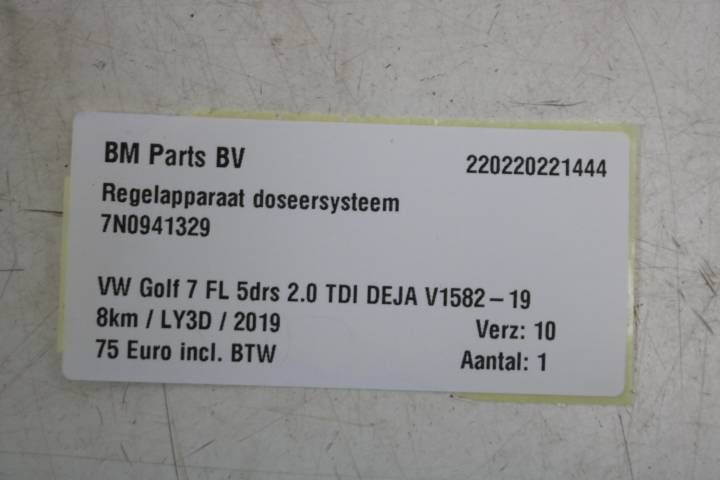 BM Parts BV 220220221444
Regelapparaat doseersysteem
7N0941329
VW Golf 7 FL 5drs 2.0 TDI DEJA V1582-19
8km / LY3D / 2019 Verz: 10
75 Euro incl. BTW Aantal: 1